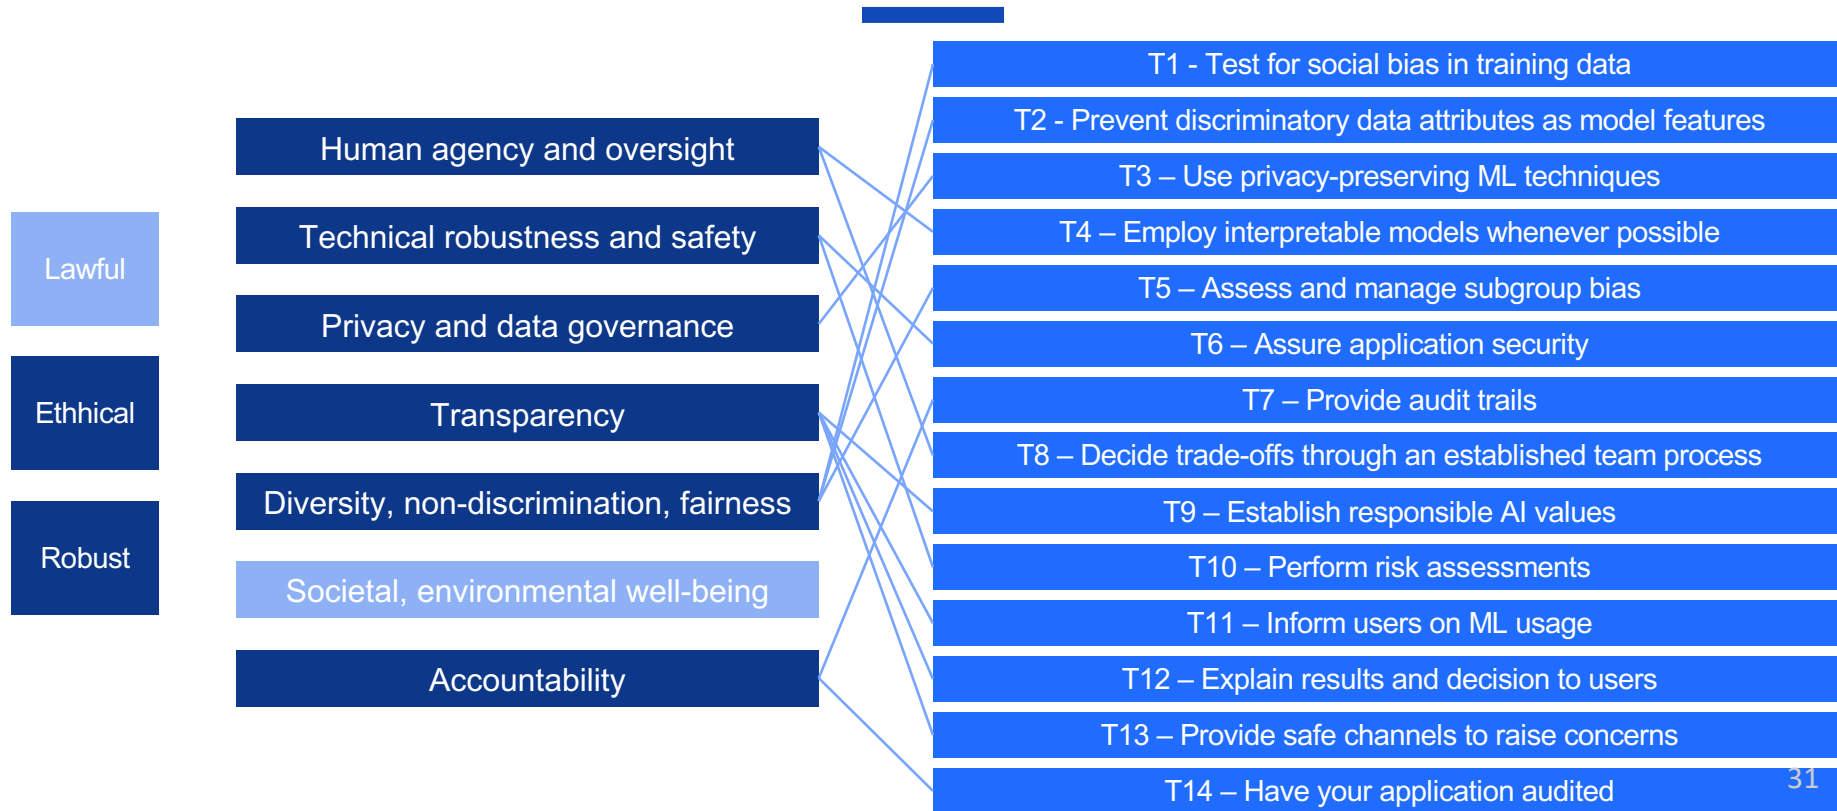 Lawful
Ethhical
Robust
Human agency and oversight
Technical robustness and safety
Privacy and data governance
Transparency
Diversity, non-discrimination, fairness
Societal, environmental well-being
Accountability
T1 - Test for social bias in training data
T2 - Prevent discriminatory data attributes as model features
T3 – Use privacy-preserving ML techniques
T4 – Employ interpretable models whenever possible
T5 – Assess and manage subgroup bias
T6 – Assure application security
T7 – Provide audit trails
T8 – Decide trade-offs through an established team process
T9 – Establish responsible AI values
T10 – Perform risk assessments
T11 – Inform users on ML usage
T12 – Explain results and decision to users
T13 – Provide safe channels to raise concerns
T14 – Have your application audited
31